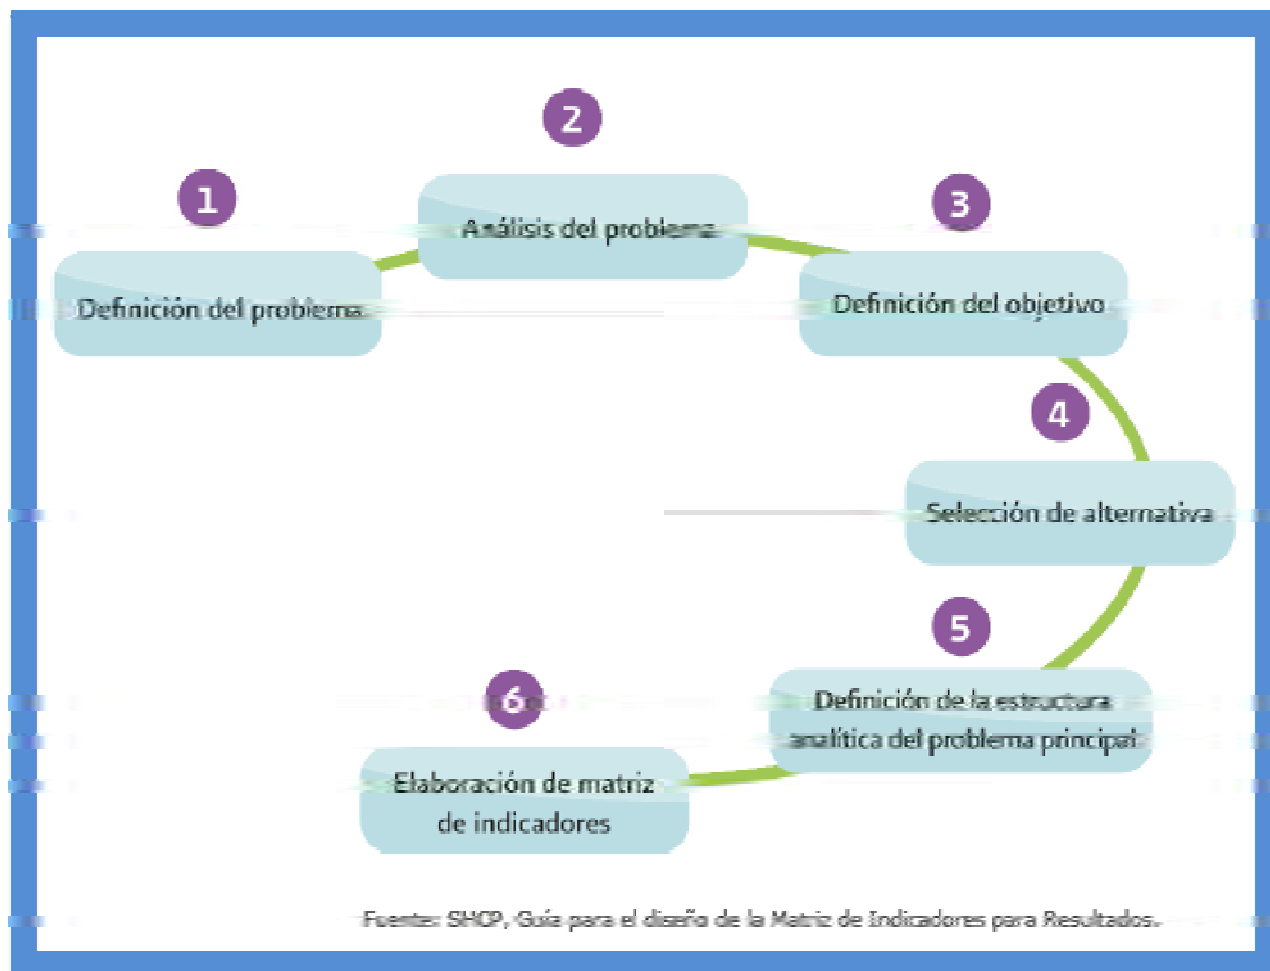 1
Definición del problema
2
Análisis del problema
3
Definición del objetivo
4
Selección de alternativa
5
Definición de la estructura
analítica del problema principal
6
Elaboración de matriz
de indicadores
Fuente: SHCP, Guía para el diseño de la Matriz de Indicadores para Resultados.